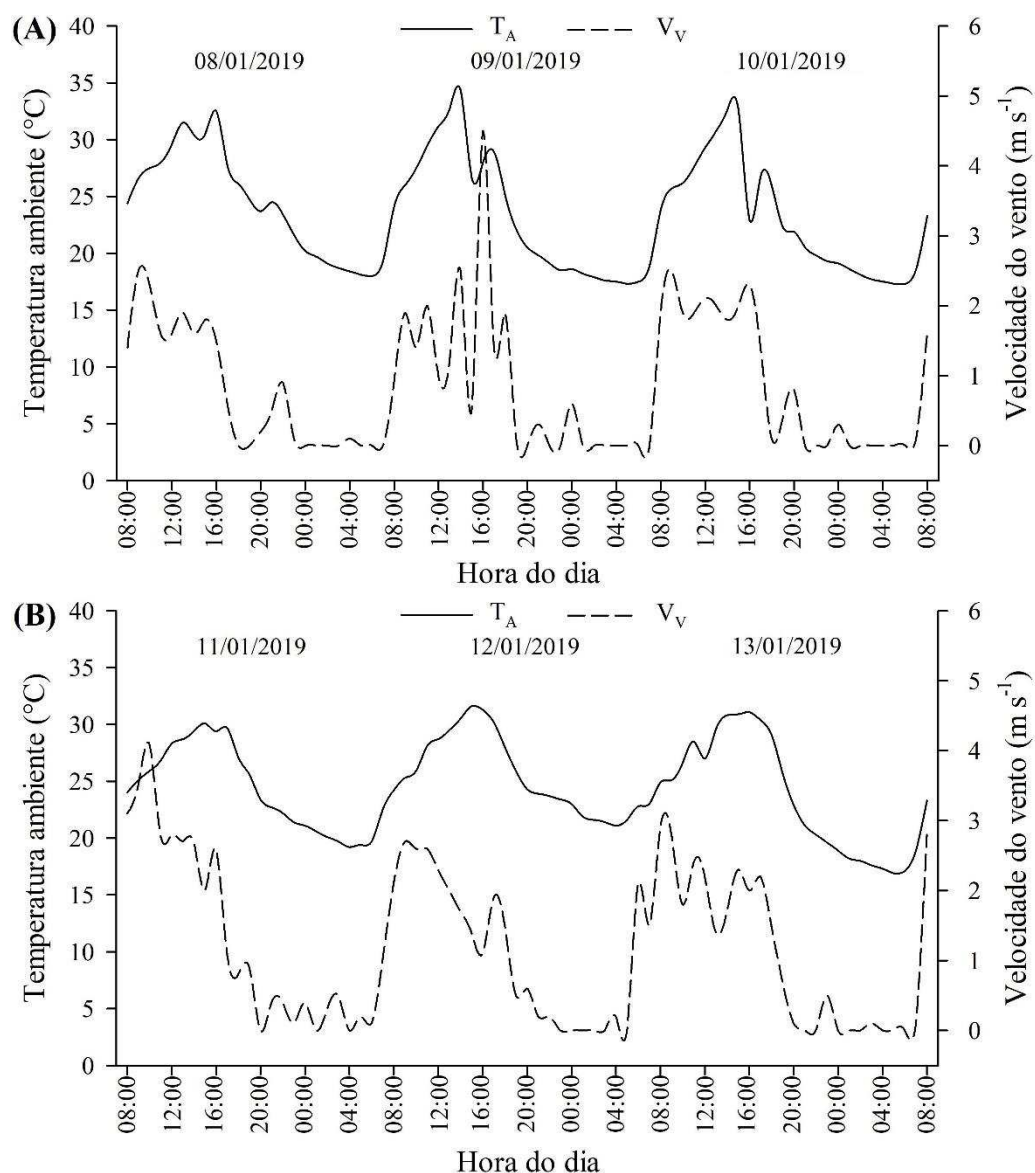 (A)
T_A V_V
08/01/2019 09/01/2019 10/01/2019
Temperatura ambiente (°C)
40
35
30
25
20
15
10
5
0
Velocidade do vento (m s⁻¹)
6
5
4
3
2
1
0
08:00 12:00 16:00 20:00 00:00 04:00 08:00 12:00 16:00 20:00 00:00 04:00 08:00 12:00 16:00 20:00 00:00 04:00 08:00
Hora do dia
(B)
T_A V_V
11/01/2019 12/01/2019 13/01/2019
Temperatura ambiente (°C)
40
35
30
25
20
15
10
5
0
Velocidade do vento (m s⁻¹)
6
5
4
3
2
1
0
08:00 12:00 16:00 20:00 00:00 04:00 08:00 12:00 16:00 20:00 00:00 04:00 08:00 12:00 16:00 20:00 00:00 04:00 08:00
Hora do dia